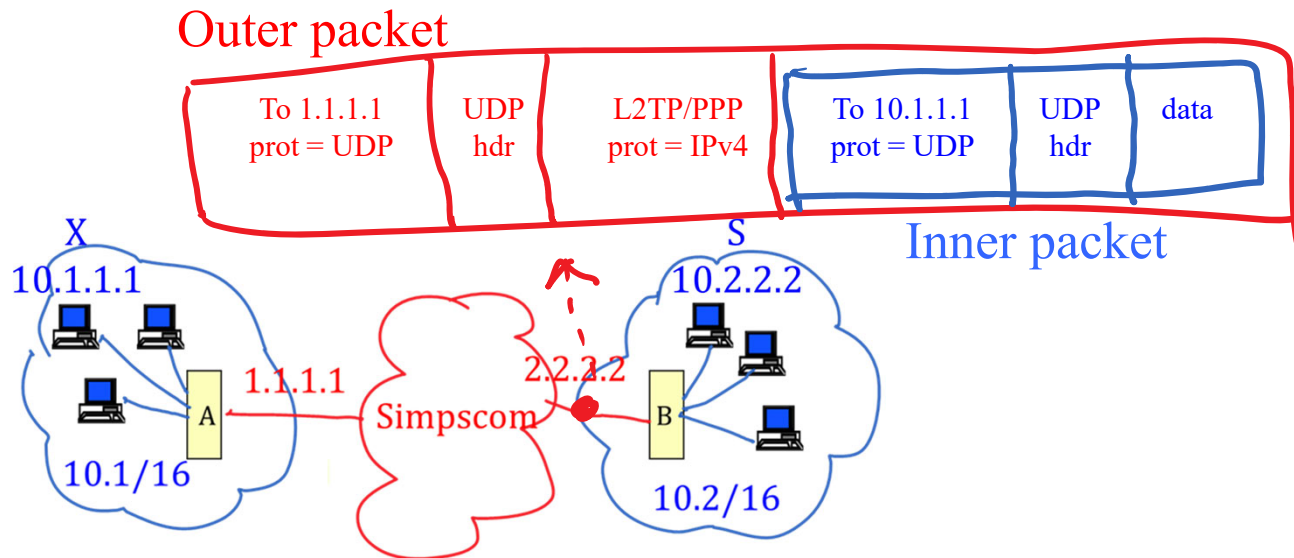 Outer packet
To 1.1.1.1
prot = UDP
UDP
hdr
L2TP/PPP
prot = IPv4
To 10.1.1.1
prot = UDP
UDP
hdr
data
Inner packet
X
10.1.1.1
A
10.1/16
1.1.1.1
Simpscom
2.2.2.2
S
10.2.2.2
B
10.2/16